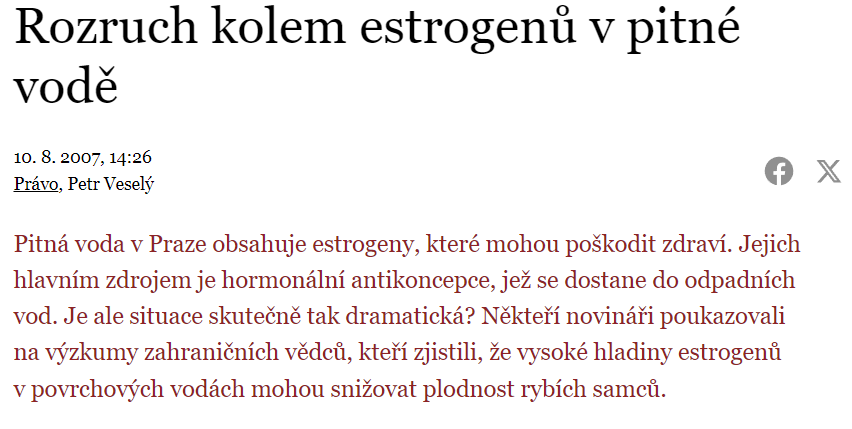 Rozruch kolem estrogenů v pitné
vodě
10. 8. 2007, 14:26
Právo, Petr Veselý
Pitná voda v Praze obsahuje estrogeny, které mohou poškodit zdraví. Jejich
hlavním zdrojem je hormonální antikoncepce, jež se dostane do odpadních
vod. Je ale situace skutečně tak dramatická? Někteří novináři poukazovali
na výzkumy zahraničních vědců, kteří zjistili, že vysoké hladiny estrogenů
v povrchových vodách mohou snižovat plodnost rybích samců.